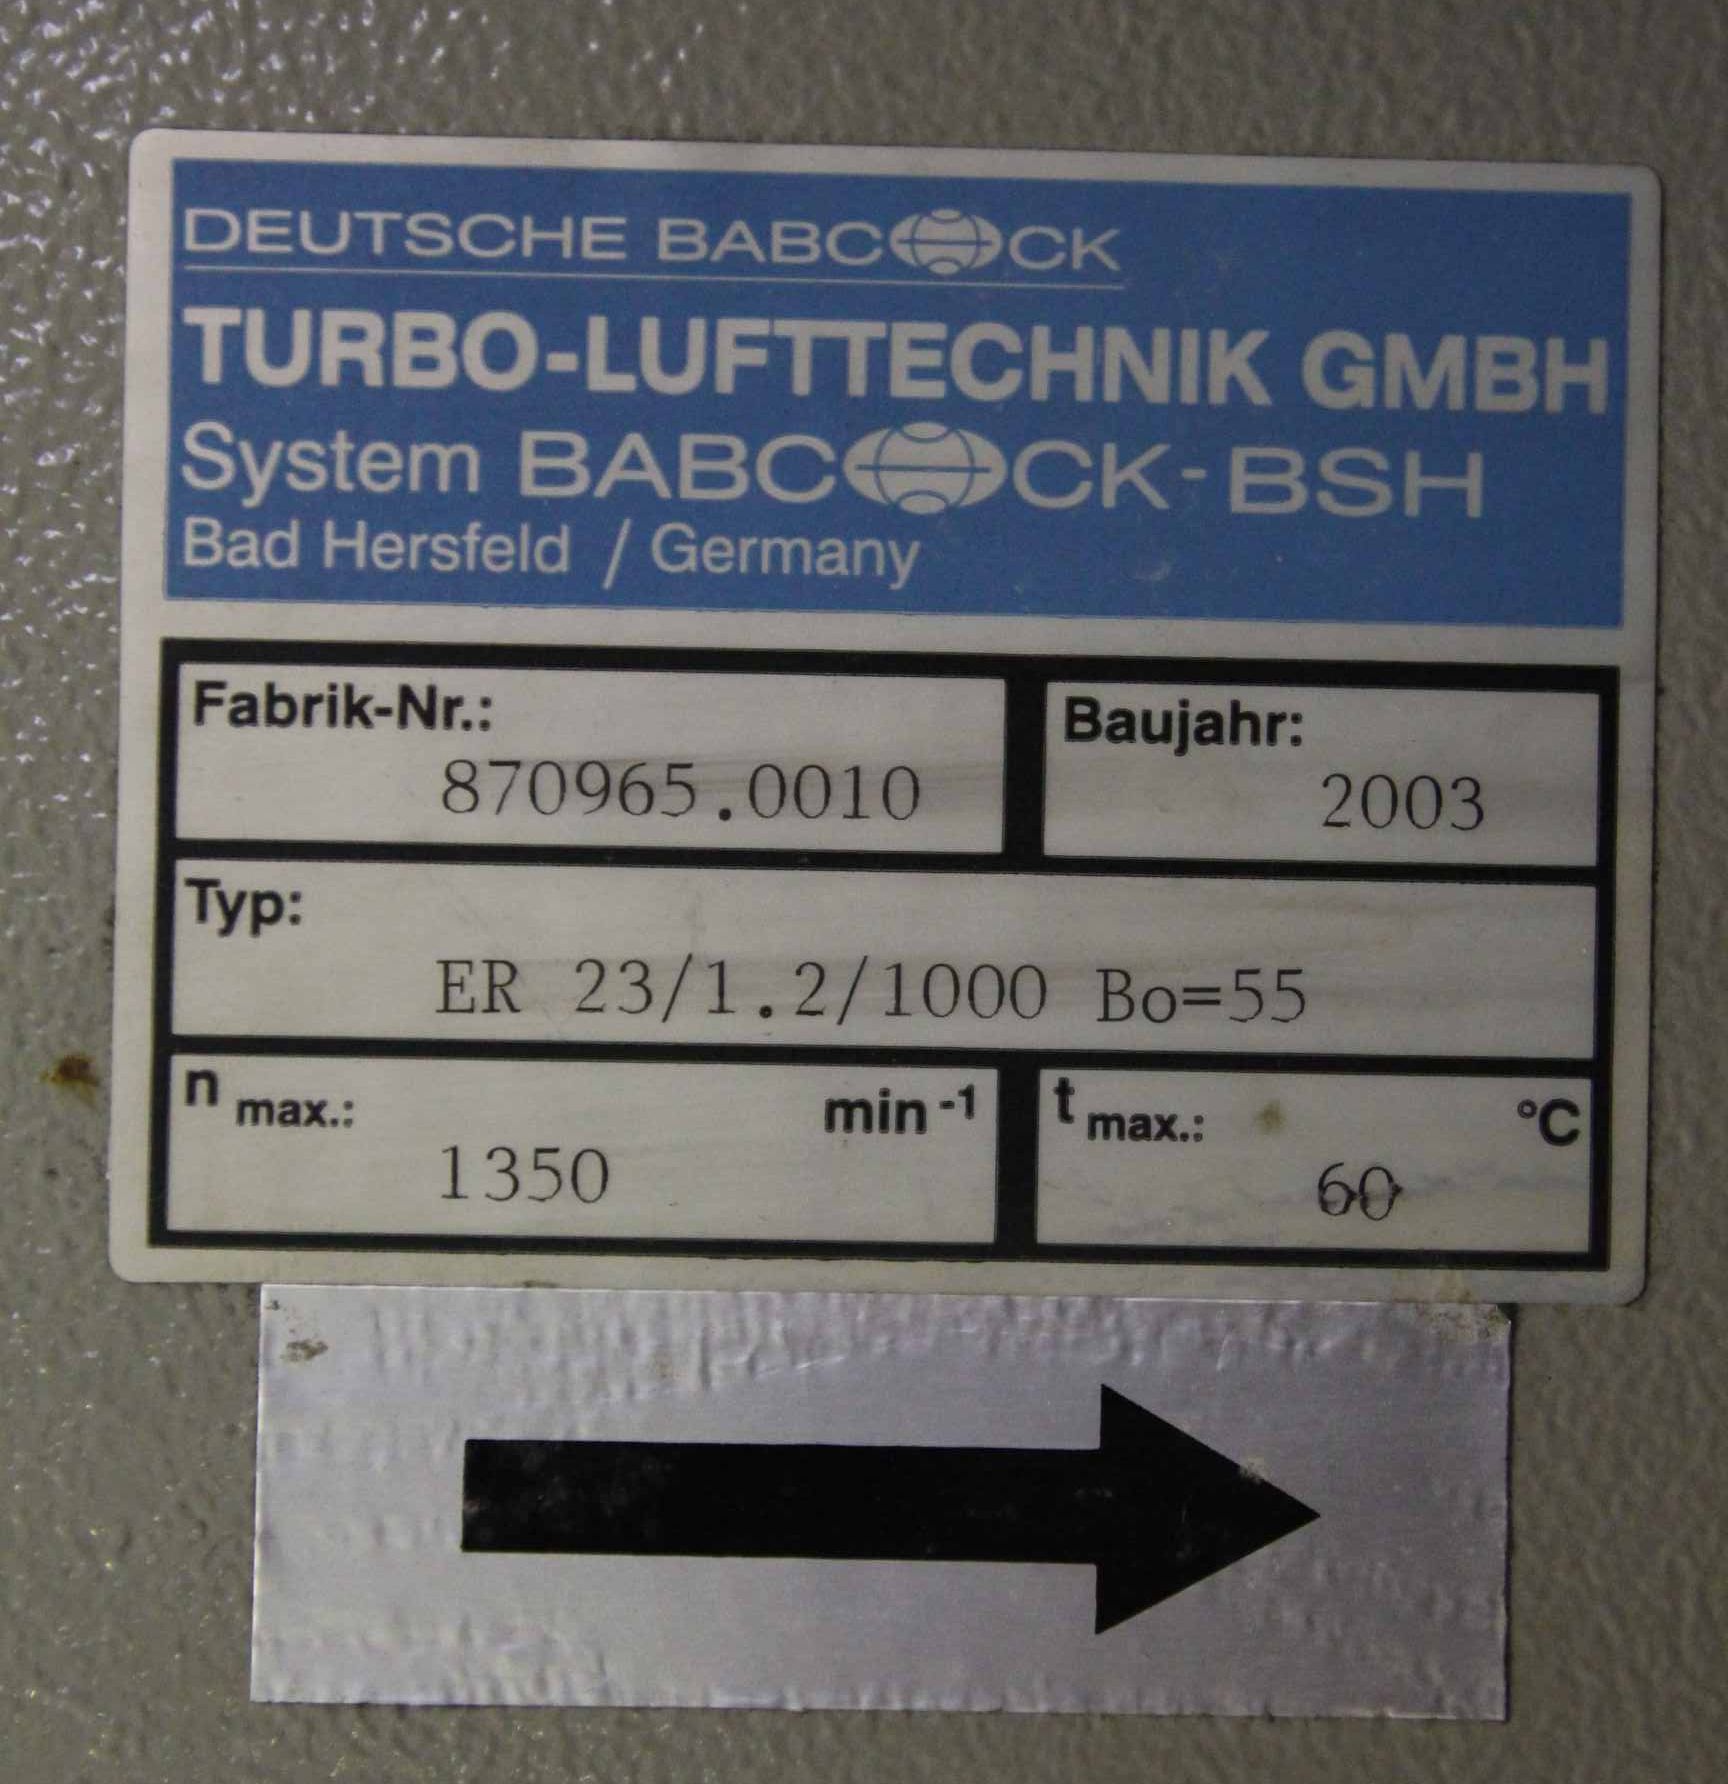 DEUTSCHE BABCOCK
TURBO-LUFTTECHNIK GMBH
System BABCOCK-BSH
Bad Hersfeld / Germany
Fabrik-Nr.: 870965.0010
Baujahr: 2003
Typ: ER 23/1.2/1000 Bo=55
n max.: 1350 min-1
t max.: 60 °C